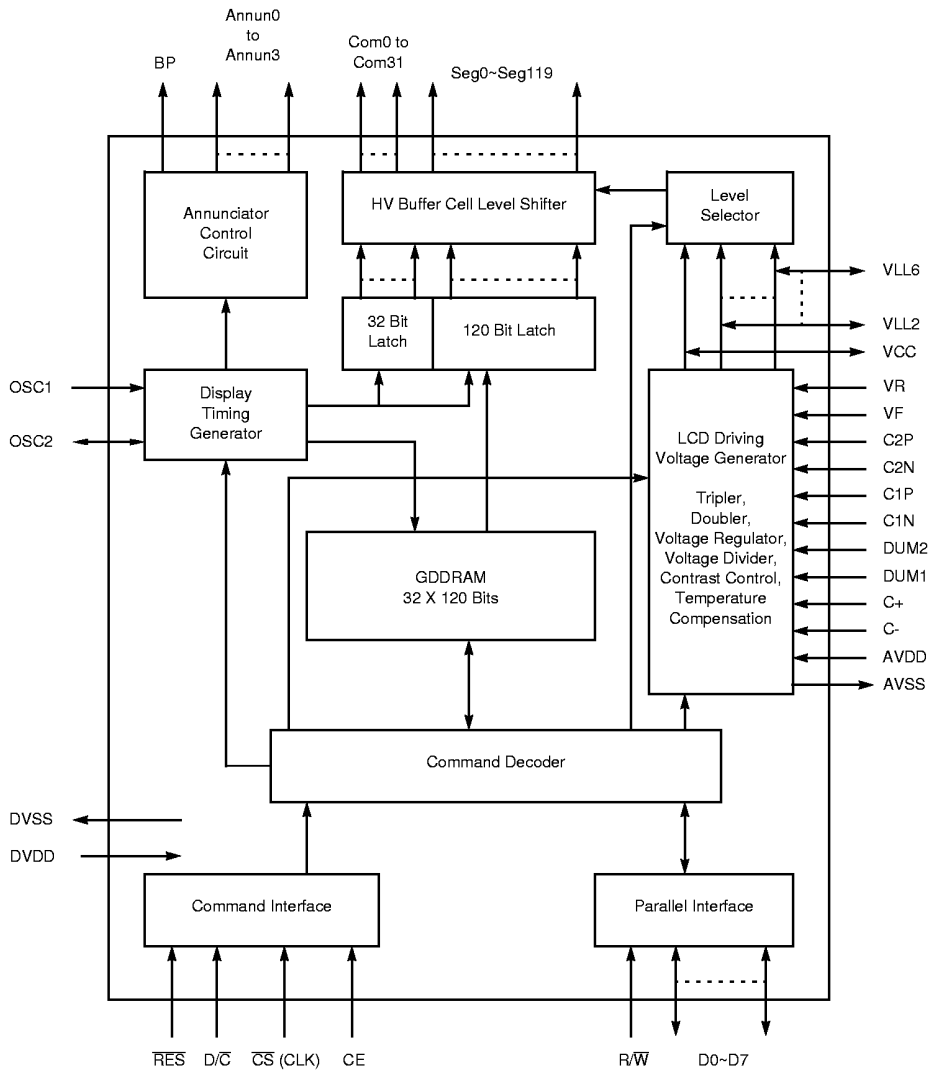 Annun0
to
Annun3
BP
Com0 to
Com31
Seg0~Seg119
Annunciator
Control
Circuit
HV Buffer Cell Level Shifter
Level
Selector
VLL6
VLL2
VCC
32 Bit
Latch
120 Bit Latch
OSC1
OSC2
Display
Timing
Generator
LCD Driving
Voltage Generator
Tripler,
Doubler,
Voltage Regulator,
Voltage Divider,
Contrast Control,
Temperature
Compensation
VR
VF
C2P
C2N
C1P
C1N
DUM2
DUM1
C+
C-
AVDD
AVSS
GDDRAM
32 X 120 Bits
Command Decoder
DVSS
DVDD
Command Interface
Parallel Interface
R̅E̅S̅
D/C̅
C̅S̅ (CLK)
CE
R/W̅
D0~D7